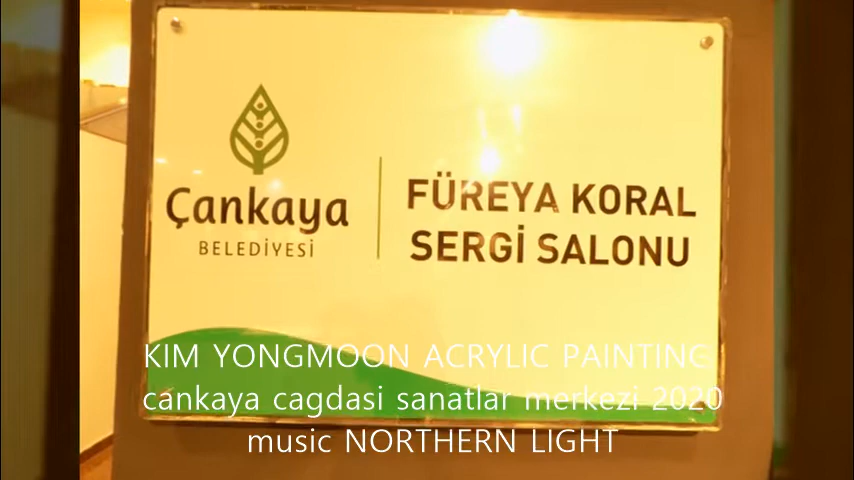 Çankaya
BELEDİYESİ
FÜREYA KORAL
SERGİ SALONU
KIM YONGMOON ACRYLIC PAINTING
cankaya cagdasi sanatlar merkezi 2020
music NORTHERN LIGHT